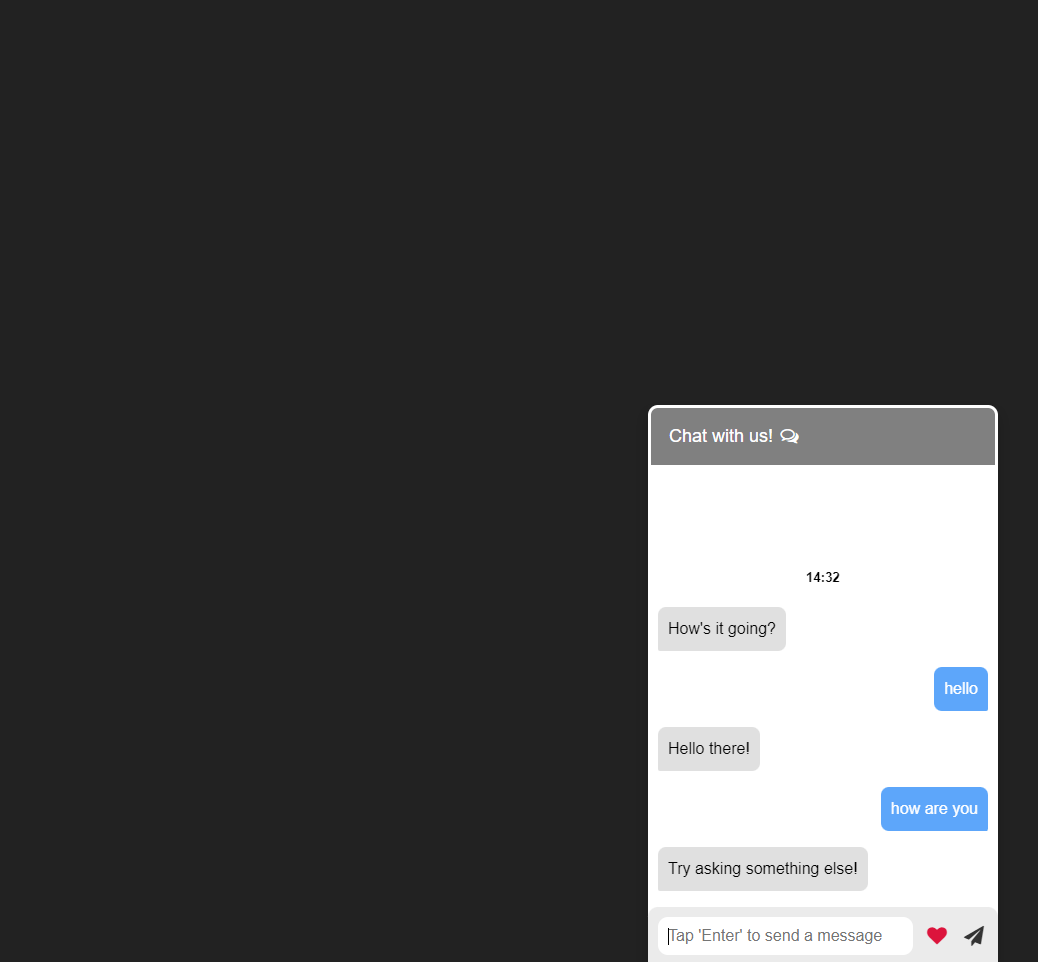 Chat with us!
14:32
How's it going?
hello
Hello there!
how are you
Try asking something else!
Tap 'Enter' to send a message